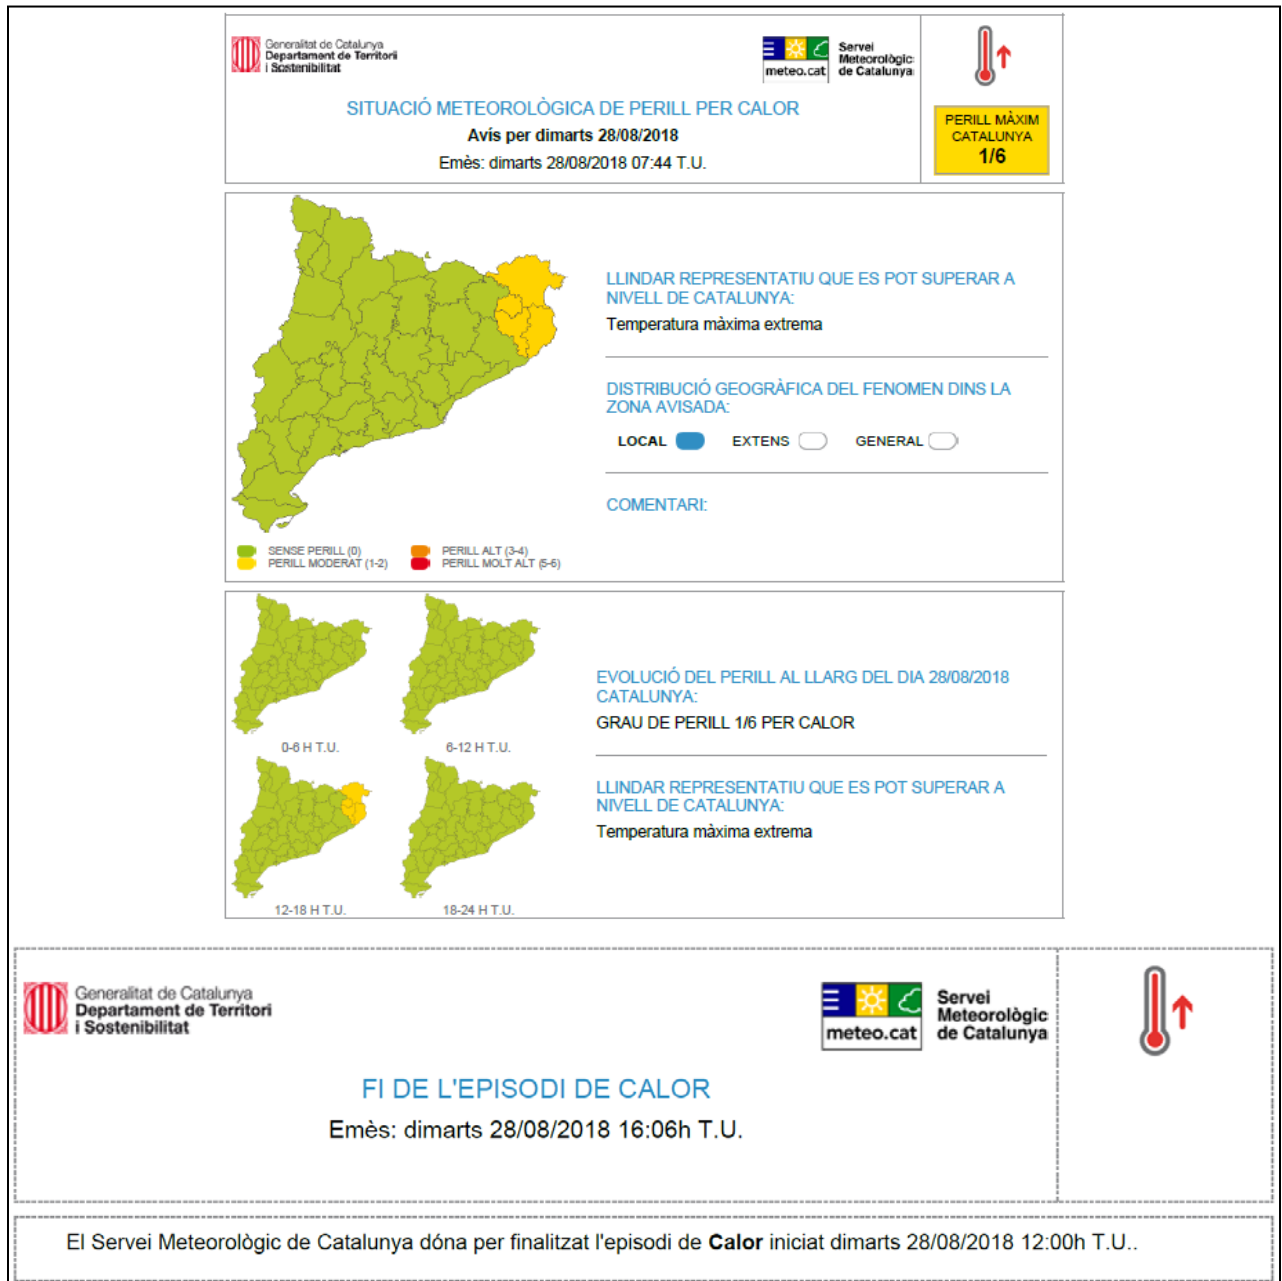 Generalitat de Catalunya
Departament de Territori
i Sostenibilitat
meteo.cat
Servei
Meteorològic
de Catalunya
SITUACIÓ METEOROLÒGICA DE PERILL PER CALOR
Avís per dimarts 28/08/2018
Emès: dimarts 28/08/2018 07:44 T.U.
PERILL MÀXIM
CATALUNYA
1/6
LLINDAR REPRESENTATIU QUE ES POT SUPERAR A
NIVELL DE CATALUNYA:
Temperatura màxima extrema
DISTRIBUCIÓ GEOGRÀFICA DEL FENOMEN DINS LA
ZONA AVISADA:
LOCAL EXTENS GENERAL
COMENTARI:
SENSE PERILL (0) PERILL ALT (3-4)
PERILL MODERAT (1-2) PERILL MOLT ALT (5-6)
0-6 H T.U. 6-12 H T.U.
12-18 H T.U. 18-24 H T.U.
EVOLUCIÓ DEL PERILL AL LLARG DEL DIA 28/08/2018
CATALUNYA:
GRAU DE PERILL 1/6 PER CALOR
LLINDAR REPRESENTATIU QUE ES POT SUPERAR A
NIVELL DE CATALUNYA:
Temperatura màxima extrema
Generalitat de Catalunya
Departament de Territori
i Sostenibilitat
meteo.cat
Servei
Meteorològic
de Catalunya
FI DE L'EPISODI DE CALOR
Emès: dimarts 28/08/2018 16:06h T.U.
El Servei Meteorològic de Catalunya dóna per finalitzat l'episodi de Calor iniciat dimarts 28/08/2018 12:00h T.U..